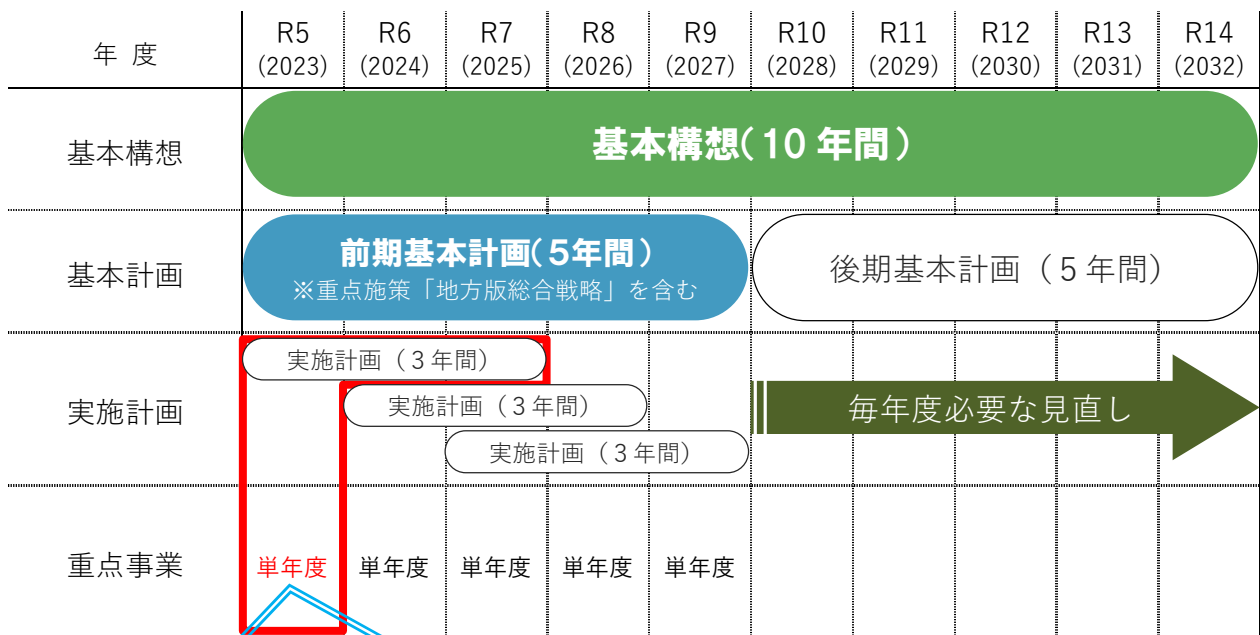 年 度
R5 R6 R7 R8 R9 R10 R11 R12 R13 R14
(2023) (2024) (2025) (2026) (2027) (2028) (2029) (2030) (2031) (2032)
基本構想
基本構想(10 年間)
基本計画
前期基本計画(5年間)
※重点施策「地方版総合戦略」を含む
後期基本計画（５年間）
実施計画
実施計画（３年間）
実施計画（３年間）
実施計画（３年間）
毎年度必要な見直し
重点事業
単年度 単年度 単年度 単年度 単年度